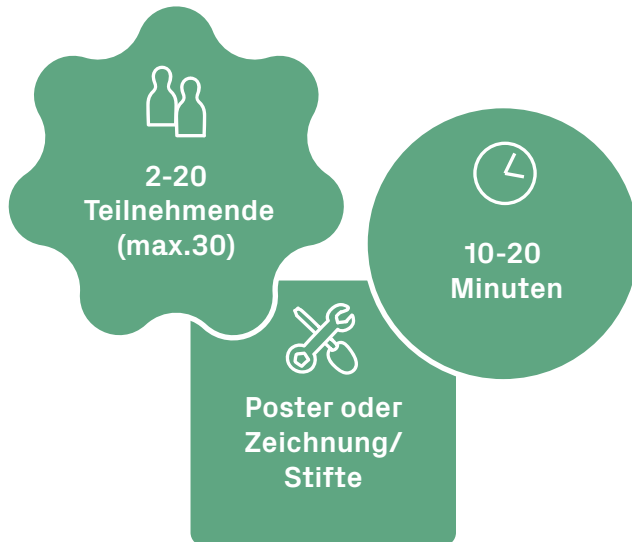 2-20
Teilnehmende
(max.30)
10-20
Minuten
Poster oder
Zeichnung/
Stifte